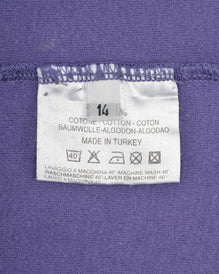 14
COTONE-COTTON-COTON
BAUMWOLLE-ALGODON-ALGODAO
MADE IN TURKEY
40°
LAVAGGIO A MACCHINA 40°-MACHINE WASH 40°
WASCHMASCHINE 40°-LAVER EN MACHINE 40°